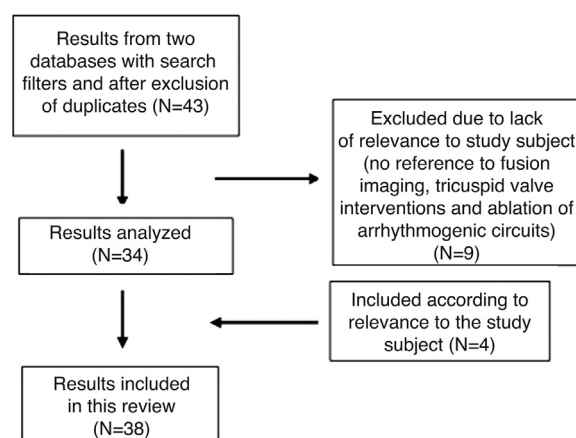 Results from two
databases with search
filters and after exclusion
of duplicates (N=43)
Excluded due to lack
of relevance to study subject
(no reference to fusion
imaging, tricuspid valve
interventions and ablation of
arrhythmogenic circuits)
(N=9)
Results analyzed
(N=34)
Included according to
relevance to the study
subject (N=4)
Results included
in this review
(N=38)